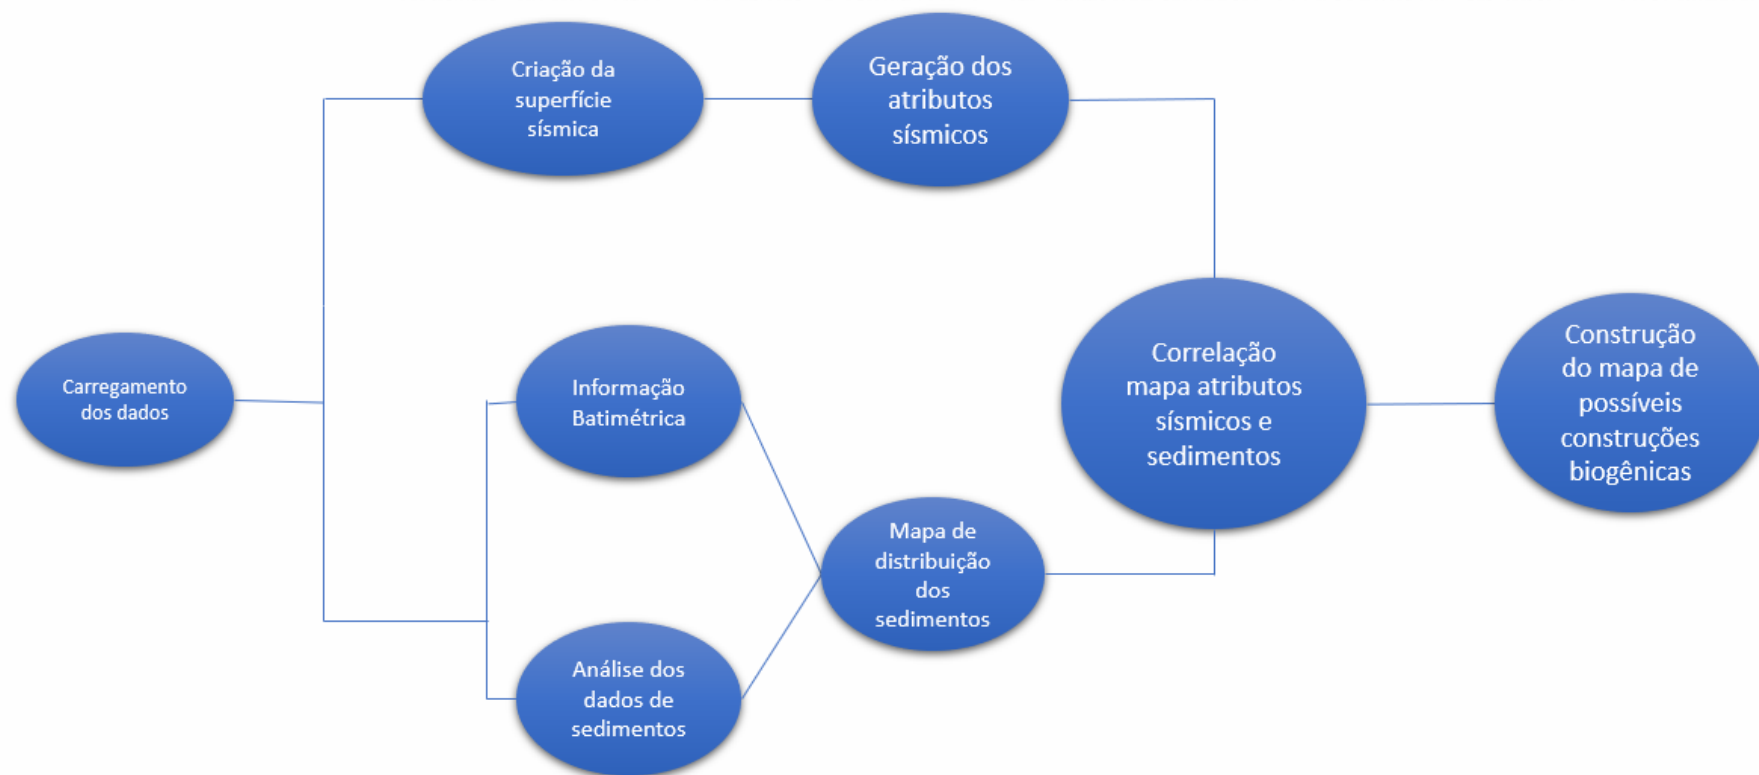 Criação da
superfície
sísmica
Geração dos
atributos
sísmicos
Carregamento
dos dados
Informação
Batimétrica
Análise dos
dados de
sedimentos
Mapa de
distribuição
dos
sedimentos
Correlação
mapa atributos
sísmicos e
sedimentos
Construção
do mapa de
possíveis
construções
biogênicas